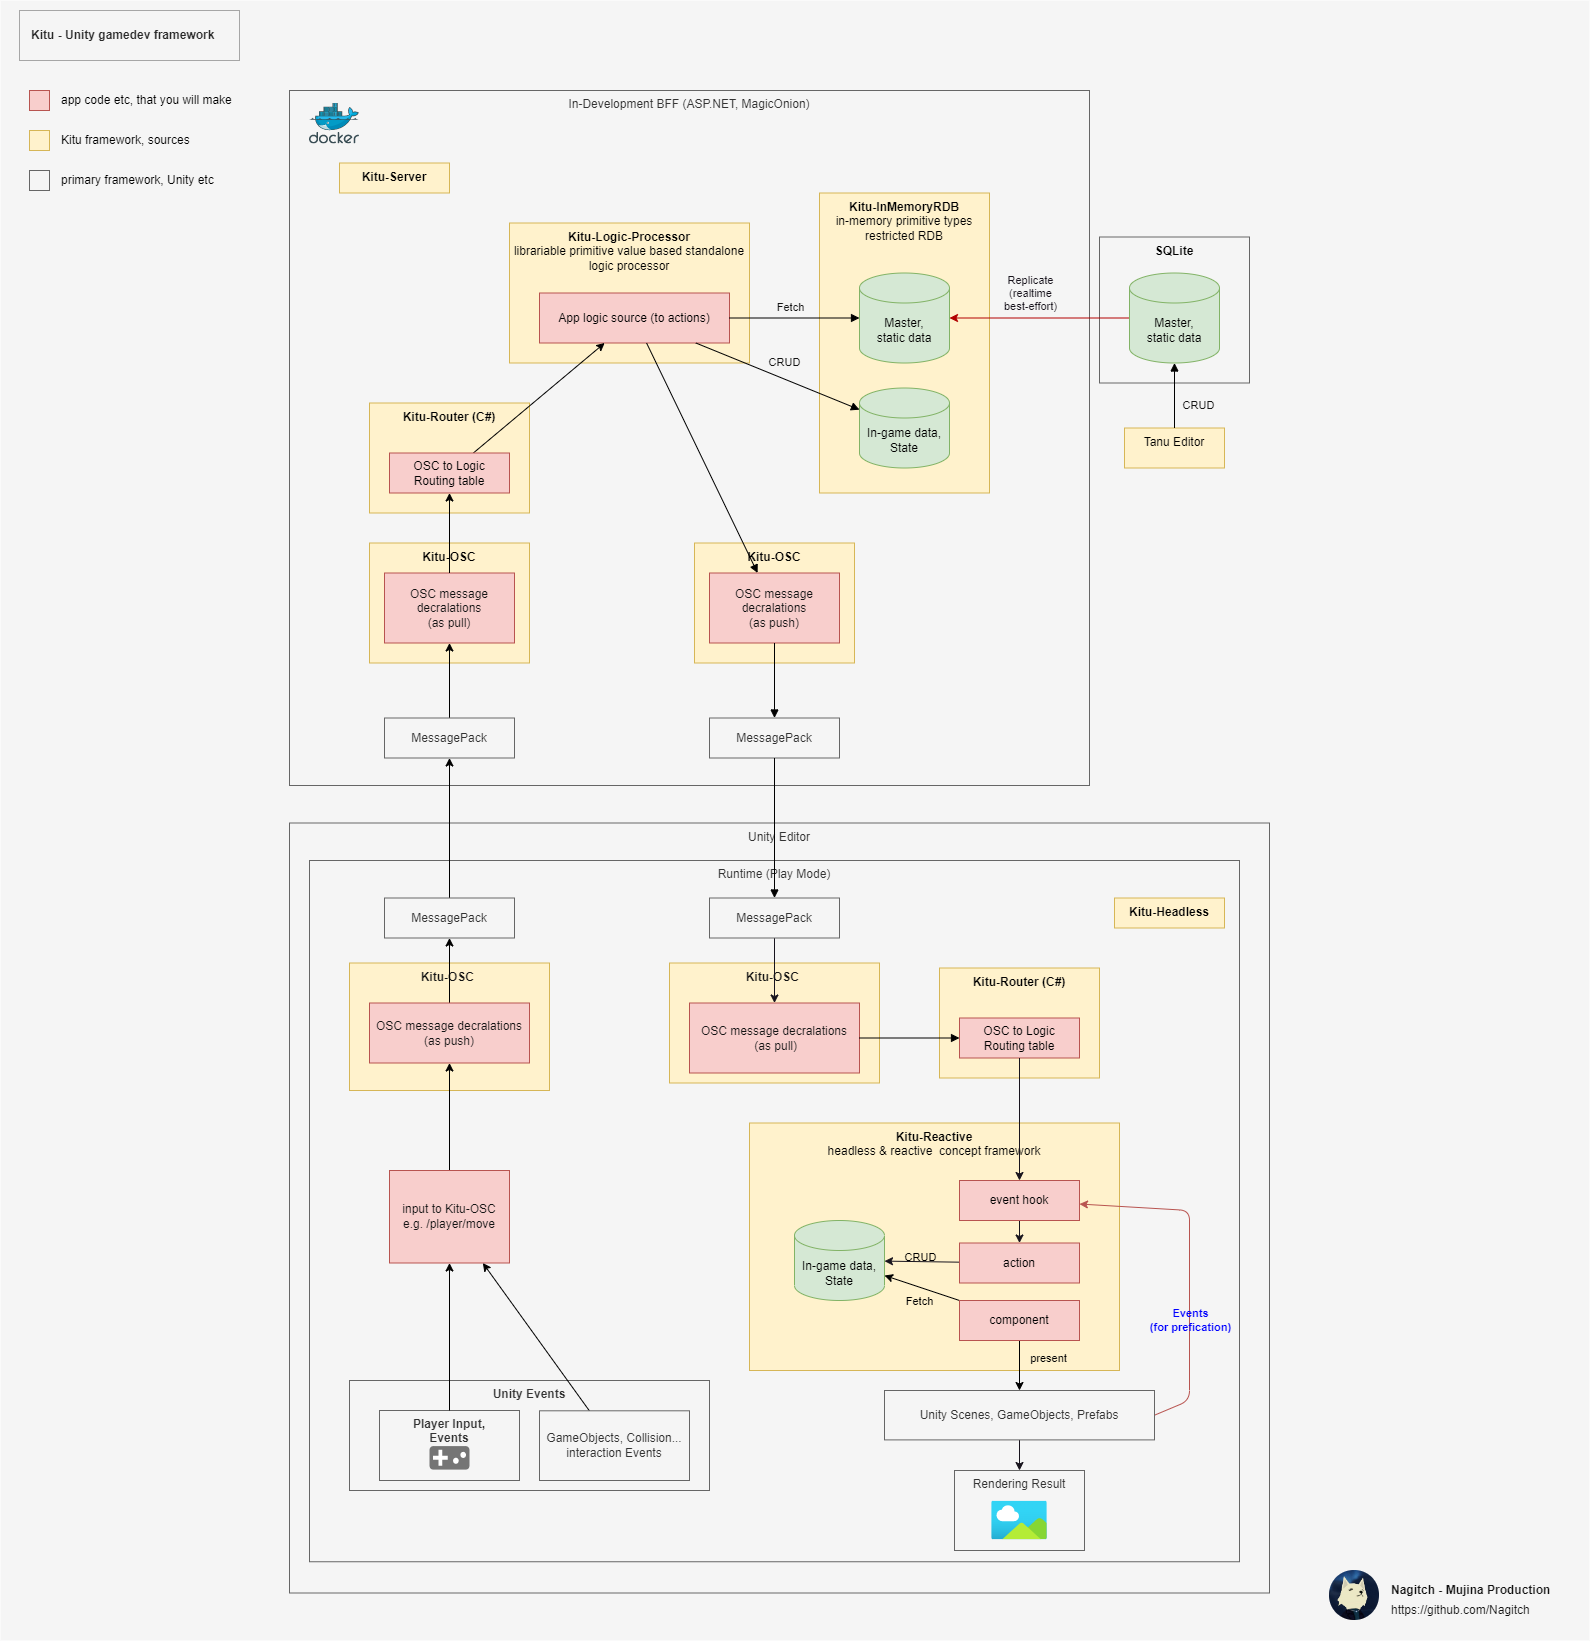 Kitu - Unity gamedev framework
app code etc, that you will make
Kitu framework, sources
primary framework, Unity etc
In-Development BFF (ASP.NET, MagicOnion)
docker
Kitu-Server
Kitu-Logic-Processor
librariable primitive value based standalone
logic processor
App logic source (to actions)
Kitu-InMemoryRDB
in-memory primitive types
restricted RDB
Master,
static data
In-game data,
State
Fetch
CRUD
Replicate
(realtime
best-effort)
SQLite
Master,
static data
CRUD
Tanu Editor
Kitu-Router (C#)
OSC to Logic
Routing table
Kitu-OSC
OSC message
decralations
(as pull)
Kitu-OSC
OSC message
decralations
(as push)
MessagePack
MessagePack
Unity Editor
Runtime (Play Mode)
MessagePack
MessagePack
Kitu-Headless
Kitu-OSC
OSC message decralations
(as push)
Kitu-OSC
OSC message decralations
(as pull)
Kitu-Router (C#)
OSC to Logic
Routing table
input to Kitu-OSC
e.g. /player/move
Kitu-Reactive
headless & reactive  concept framework
event hook
action
component
In-game data,
State
CRUD
Fetch
present
Events
(for prefication)
Unity Events
Player Input,
Events
GameObjects, Collision...
interaction Events
Unity Scenes, GameObjects, Prefabs
Rendering Result
Nagitch - Mujina Production
https://github.com/Nagitch